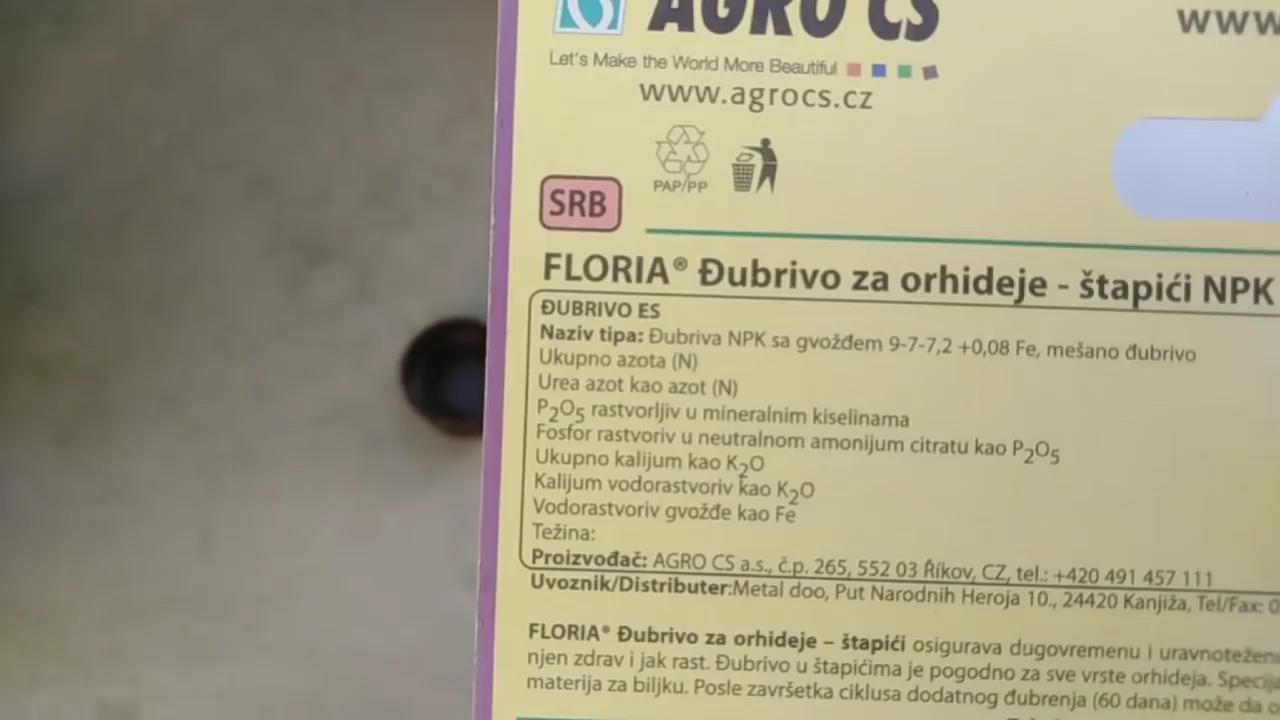 AGRO CS
Let's Make the World More Beautiful
www.agrocs.cz
www
PAP/PP
SRB
FLORIA® Đubrivo za orhideje - štapići NPK
ĐUBRIVO ES
Naziv tipa: Đubriva NPK sa gvožđem 9-7-7,2 +0,08 Fe, mešano đubrivo
Ukupno azota (N)
Urea azot kao azot (N)
P2O5 rastvorljiv u mineralnim kiselinama
Fosfor rastvoriv u neutralnom amonijum citratu kao P2O5
Ukupno kalijum kao K2O
Kalijum vodorastvoriv kao K2O
Vodorastvoriv gvožđe kao Fe
Težina:
Proizvođač: AGRO CS a.s., č.p. 265, 552 03 Říkov, CZ, tel.: +420 491 457 111
Uvoznik/Distributer:Metal doo, Put Narodnih Heroja 10., 24420 Kanjiža, Tel/Fax: 0
FLORIA® Đubrivo za orhideje – štapići osigurava dugovremenu i
njen zdrav i jak rast. Đubrivo u štapićima je pogodno za sve vrste orhideja.
materija za biljku. Posle završetka ciklusa dodatnog đubrenja (60 dana) može da